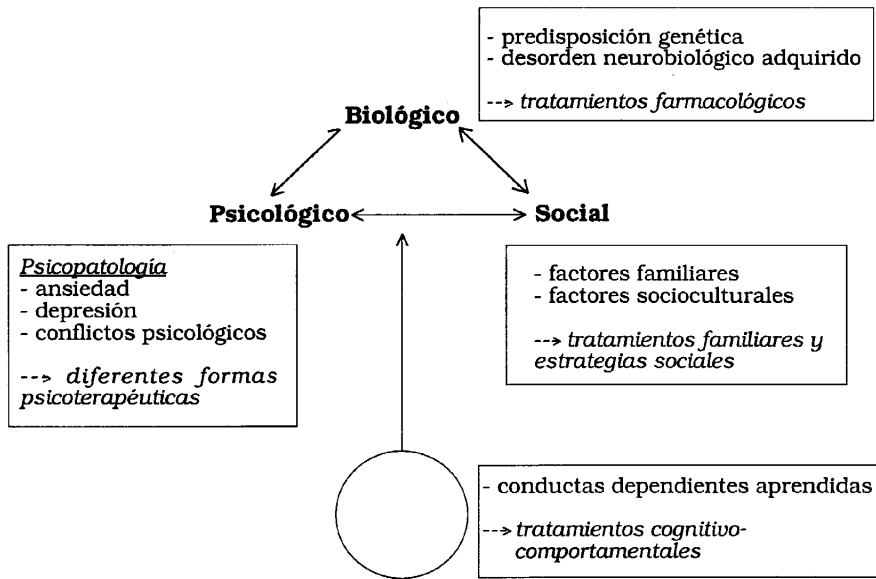 - predisposición genética
- desorden neurobiológico adquirido
--> tratamientos farmacológicos
Biológico
Psicológico
Social
Psicopatología
- ansiedad
- depresión
- conflictos psicológicos
--> diferentes formas
psicoterapéuticas
- factores familiares
- factores socioculturales
--> tratamientos familiares y
estrategias sociales
- conductas dependientes aprendidas
--> tratamientos cognitivo-
comportamentales